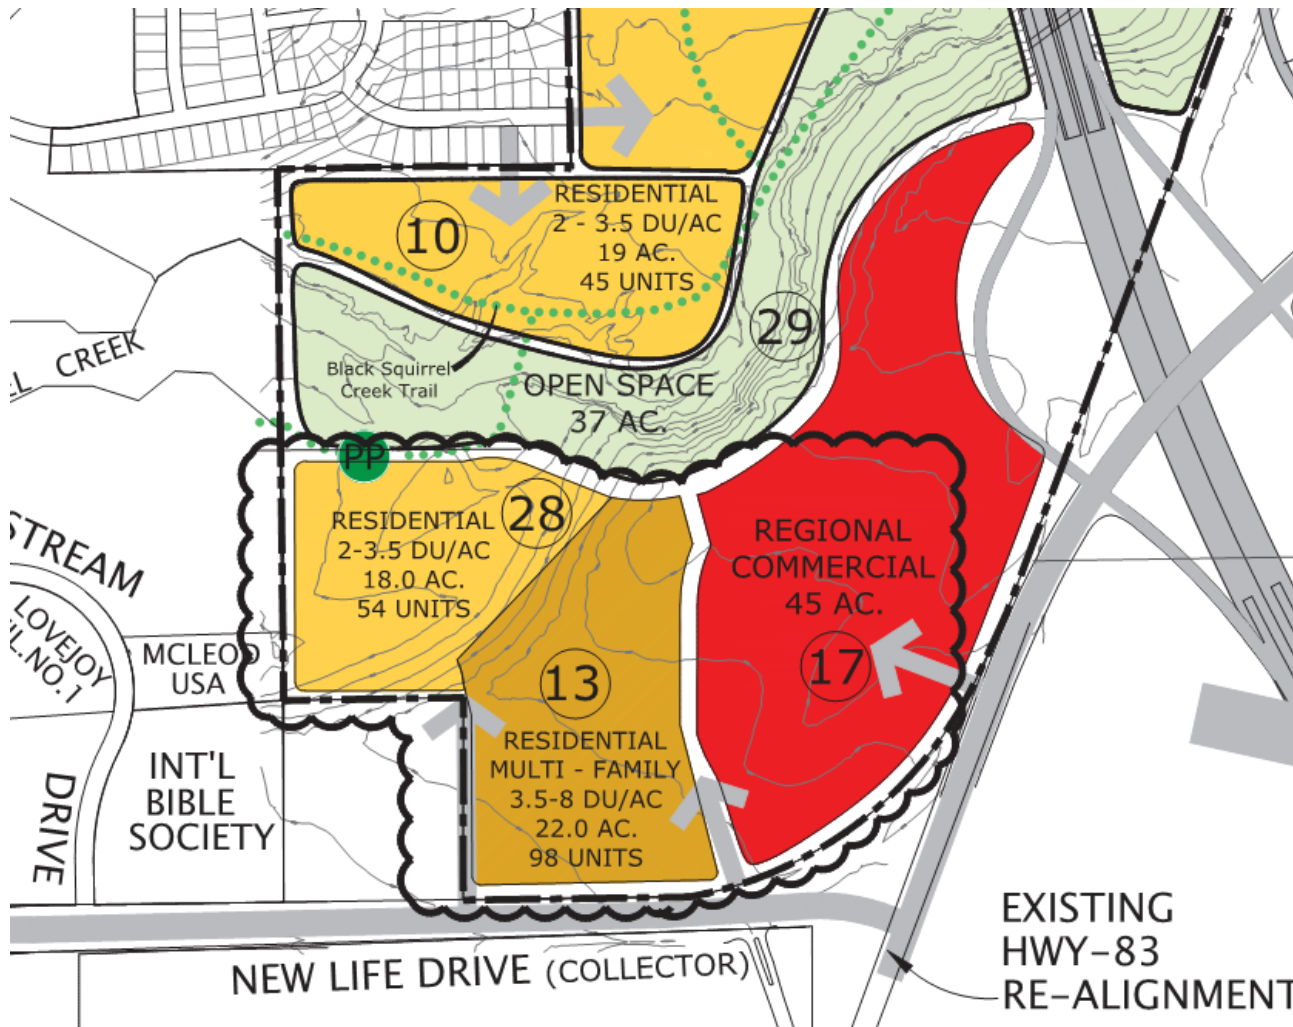 RESIDENTIAL
2 - 3.5 DU/AC
19 AC.
45 UNITS
10
29
CREEK
Black Squirrel
Creek Trail
OPEN SPACE
37 AC.
PP
28
RESIDENTIAL
2-3.5 DU/AC
18.0 AC.
54 UNITS
REGIONAL
COMMERCIAL
45 AC.
17
STREAM
LOVEJOY
IL.NO.1
MCLEOD
USA
13
RESIDENTIAL
MULTI - FAMILY
3.5-8 DU/AC
22.0 AC.
98 UNITS
INT'L
BIBLE
SOCIETY
DRIVE
NEW LIFE DRIVE (COLLECTOR)
EXISTING
HWY-83
RE-ALIGNMENT